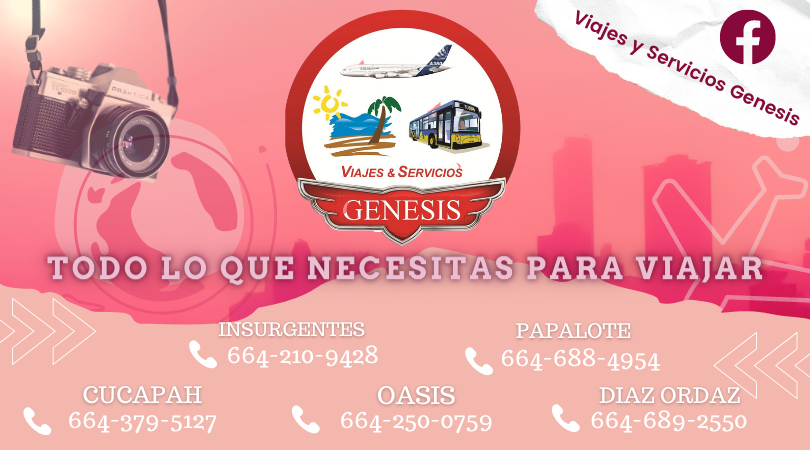 Viajes y Servicios Genesis
PRAKTICA
VIAJES & SERVICIOS
GENESIS
TODO LO QUE NECESITAS PARA VIAJAR
INSURGENTES
664-210-9428
PAPALOTE
664-688-4954
CUCAPAH
664-379-5127
OASIS
664-250-0759
DIAZ ORDAZ
664-689-2550